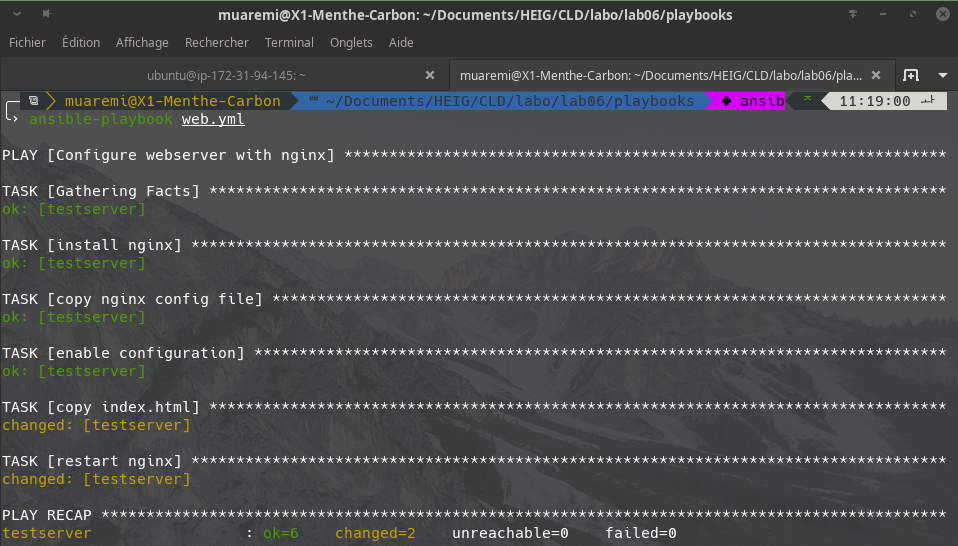 muaremi@X1-Menthe-Carbon: ~/Documents/HEIG/CLD/labo/lab06/playbooks
Fichier Édition Affichage Rechercher Terminal Onglets Aide
ubuntu@ip-172-31-94-145: ~ muaremi@X1-Menthe-Carbon: ~/Documents/HEIG/CLD/labo/lab06/pla...
muaremi@X1-Menthe-Carbon ~/Documents/HEIG/CLD/labo/lab06/playbooks ansib 11:19:00
ansible-playbook web.yml
PLAY [Configure webserver with nginx] *******************************************************************
TASK [Gathering Facts] **********************************************************************************
ok: [testserver]
TASK [install nginx] ************************************************************************************
ok: [testserver]
TASK [copy nginx config file] ***************************************************************************
ok: [testserver]
TASK [enable configuration] *****************************************************************************
ok: [testserver]
TASK [copy index.html] **********************************************************************************
changed: [testserver]
TASK [restart nginx] ************************************************************************************
changed: [testserver]
PLAY RECAP **********************************************************************************************
testserver : ok=6 changed=2 unreachable=0 failed=0